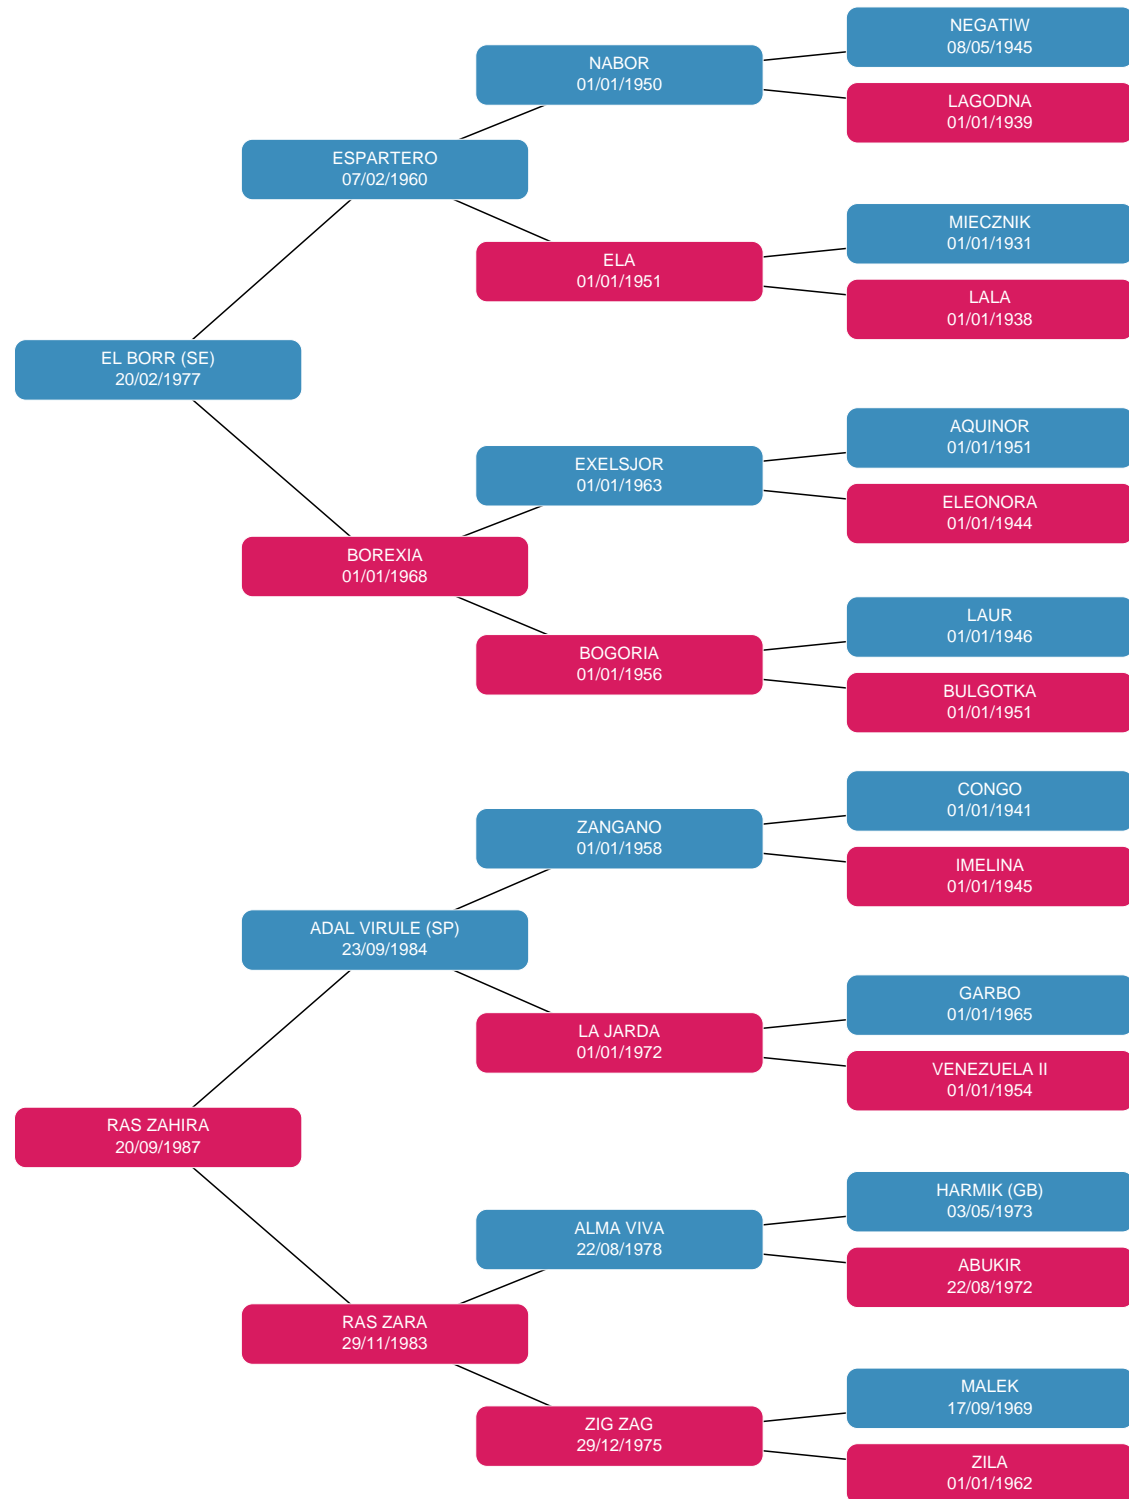 NEGATIW
08/05/1945
NABOR
01/01/1950
LAGODNA
01/01/1939
ESPARTERO
07/02/1960
MIECZNIK
01/01/1931
ELA
01/01/1951
LALA
01/01/1938
EL BORR (SE)
20/02/1977
AQUINOR
01/01/1951
EXELSJOR
01/01/1963
ELEONORA
01/01/1944
BOREXIA
01/01/1968
LAUR
01/01/1946
BOGORIA
01/01/1956
BULGOTKA
01/01/1951
CONGO
01/01/1941
ZANGANO
01/01/1958
IMELINA
01/01/1945
ADAL VIRULE (SP)
23/09/1984
GARBO
01/01/1965
LA JARDA
01/01/1972
VENEZUELA II
01/01/1954
RAS ZAHIRA
20/09/1987
HARMIK (GB)
03/05/1973
ALMA VIVA
22/08/1978
ABUKIR
22/08/1972
RAS ZARA
29/11/1983
MALEK
17/09/1969
ZIG ZAG
29/12/1975
ZILA
01/01/1962